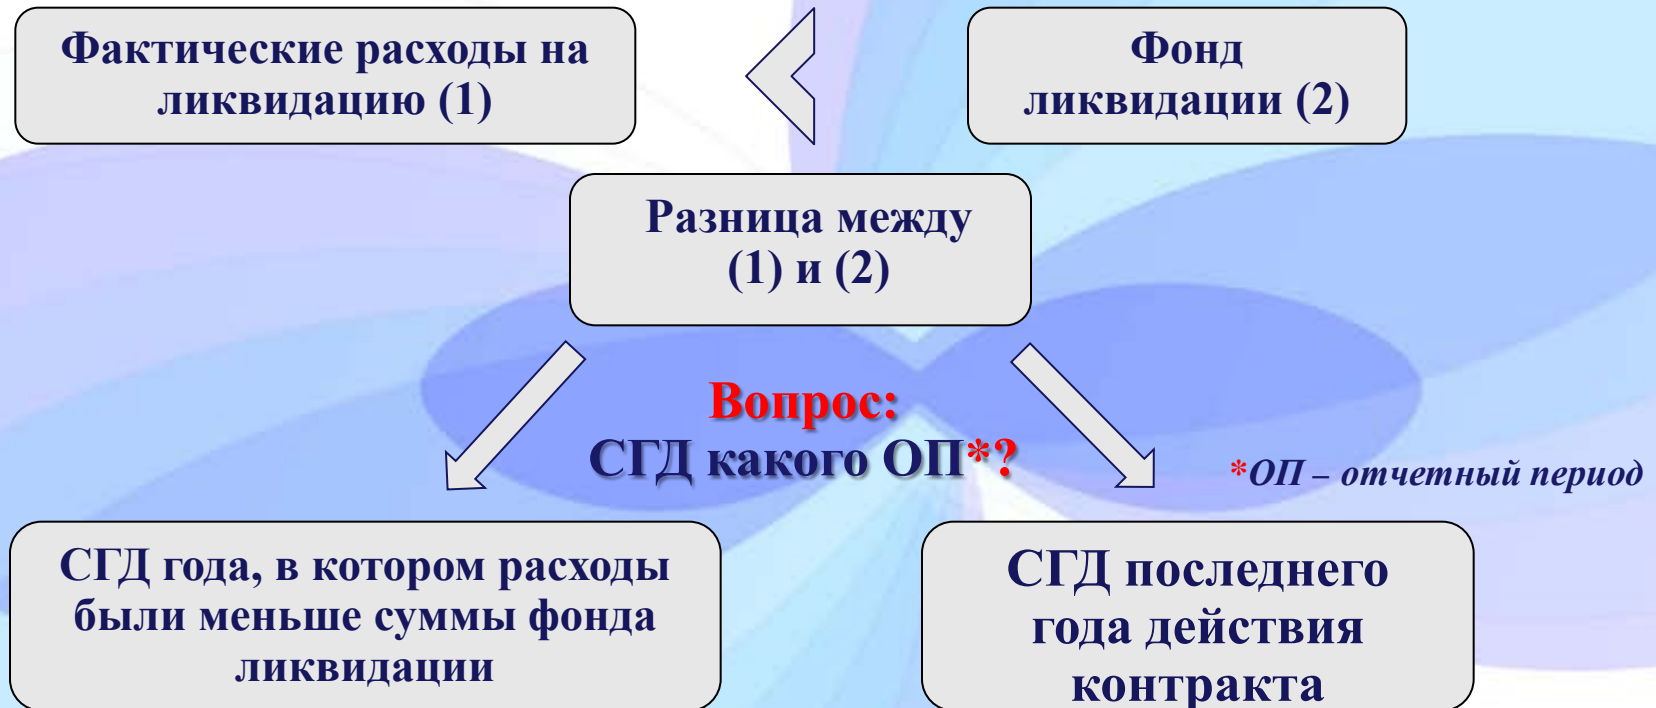 Фактические расходы на
ликвидацию (1)
Фонд
ликвидации (2)
Разница между
(1) и (2)
Вопрос:
СГД какого ОП*?
*ОП – отчетный период
СГД года, в котором расходы
были меньше суммы фонда
ликвидации
СГД последнего
года действия
контракта